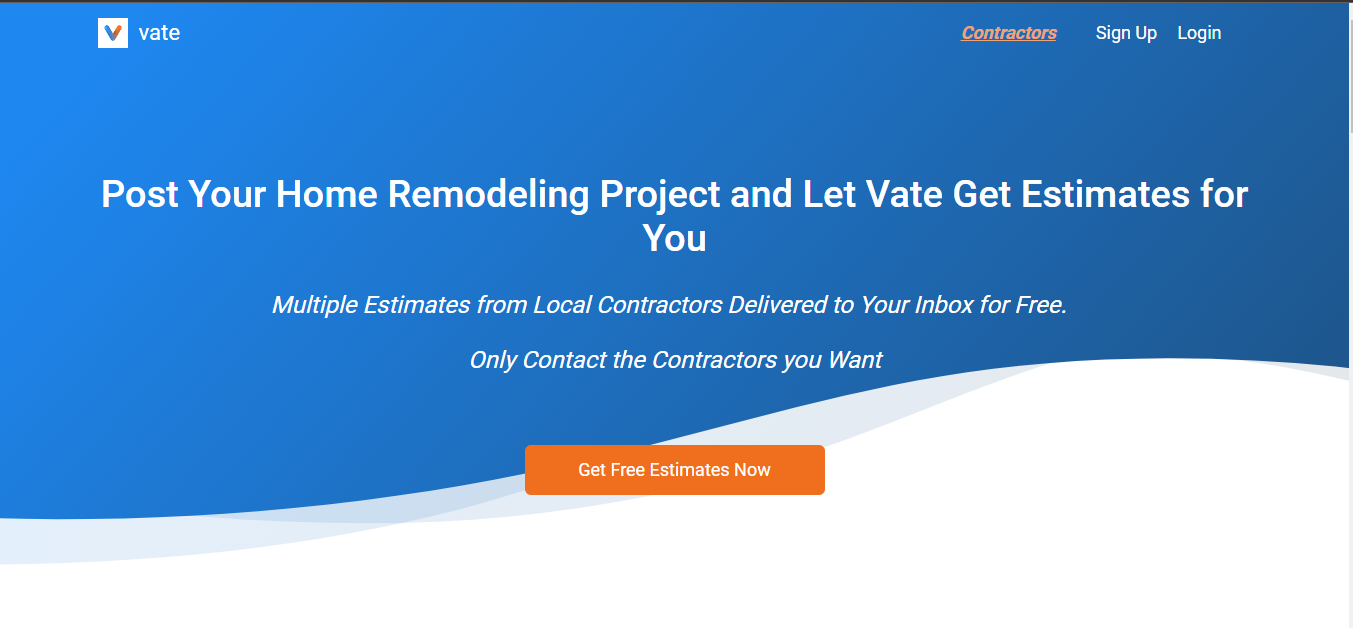 vate
Contractors Sign Up Login
Post Your Home Remodeling Project and Let Vate Get Estimates for
You
Multiple Estimates from Local Contractors Delivered to Your Inbox for Free.
Only Contact the Contractors you Want
Get Free Estimates Now